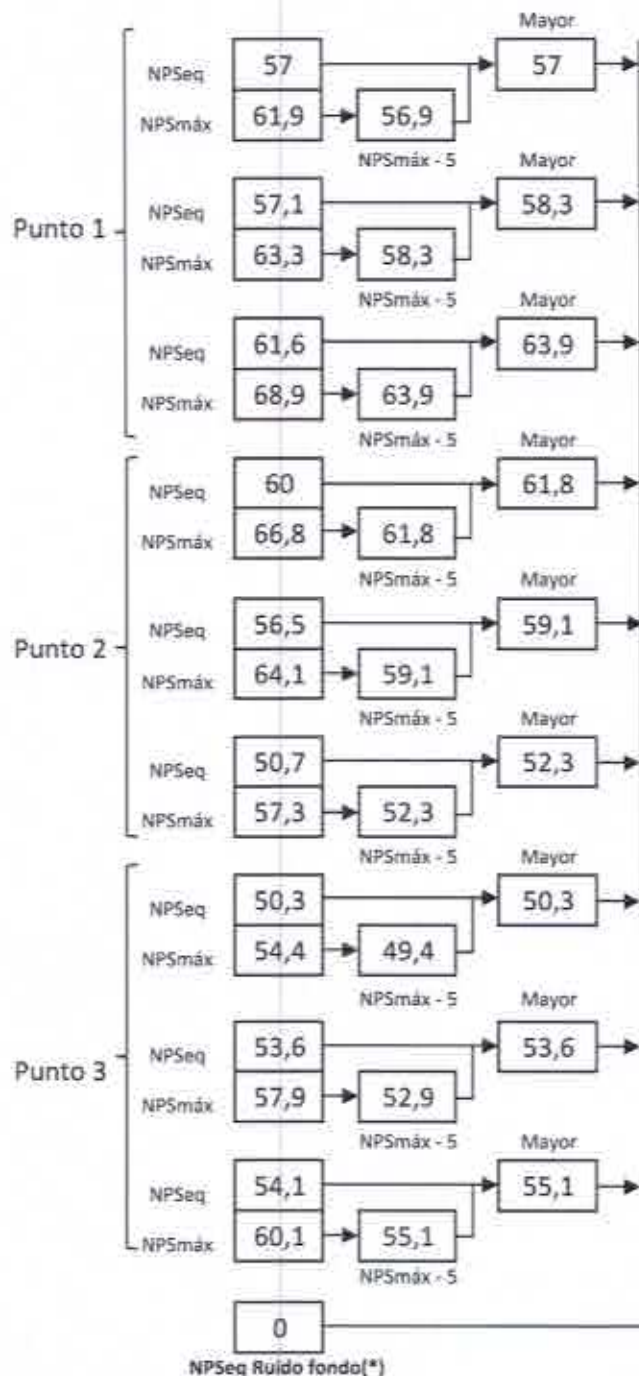 Mayor
NPSeq 57 57
NPSmáx 61,9 56,9
NPSmáx - 5
Mayor
NPSeq 57,1 58,3
NPSmáx 63,3 58,3
NPSmáx - 5
Punto 1
Mayor
NPSeq 61,6 63,9
NPSmáx 68,9 63,9
NPSmáx - 5
Mayor
NPSeq 60 61,8
NPSmáx 66,8 61,8
NPSmáx - 5
Mayor
NPSeq 56,5 59,1
Punto 2
NPSmáx 64,1 59,1
NPSmáx - 5
Mayor
NPSeq 50,7 52,3
NPSmáx 57,3 52,3
NPSmáx - 5
Mayor
NPSeq 50,3 50,3
NPSmáx 54,4 49,4
NPSmáx - 5
Mayor
NPSeq 53,6 53,6
Punto 3
NPSmáx 57,9 52,9
NPSmáx - 5
Mayor
NPSeq 54,1 55,1
NPSmáx 60,1 55,1
NPSmáx - 5
0
NPSeq Ruido fondo(*)